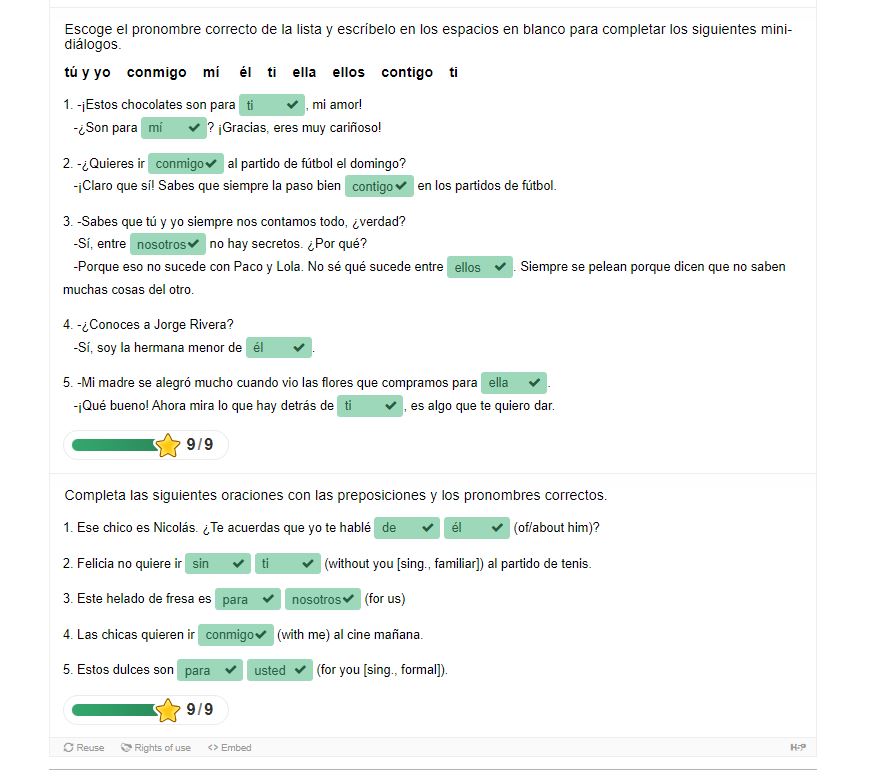 Escoge el pronombre correcto de la lista y escríbelo en los espacios en blanco para completar los siguientes mini-
diálogos.
tú y yo conmigo mí él ti ella ellos contigo ti
1. -¡Estos chocolates son para ti ✔, mi amor!
-¿Son para mí ✔? ¡Gracias, eres muy cariñoso!
2. -¿Quieres ir conmigo✔ al partido de fútbol el domingo?
-¡Claro que sí! Sabes que siempre la paso bien contigo✔ en los partidos de fútbol.
3. -Sabes que tú y yo siempre nos contamos todo, ¿verdad?
-Sí, entre nosotros✔ no hay secretos. ¿Por qué?
-Porque eso no sucede con Paco y Lola. No sé qué sucede entre ellos ✔. Siempre se pelean porque dicen que no saben
muchas cosas del otro.
4. -¿Conoces a Jorge Rivera?
-Sí, soy la hermana menor de él ✔.
5. -Mi madre se alegró mucho cuando vio las flores que compramos para ella ✔.
-¡Qué bueno! Ahora mira lo que hay detrás de ti ✔, es algo que te quiero dar.
9/9
Completa las siguientes oraciones con las preposiciones y los pronombres correctos.
1. Ese chico es Nicolás. ¿Te acuerdas que yo te hablé de ✔ él ✔ (of/about him)?
2. Felicia no quiere ir sin ✔ ti ✔ (without you [sing., familiar]) al partido de tenis.
3. Este helado de fresa es para ✔ nosotros✔ (for us)
4. Las chicas quieren ir conmigo✔ (with me) al cine mañana.
5. Estos dulces son para ✔ usted ✔ (for you [sing., formal]).
9/9
Reuse Rights of use <> Embed H5P